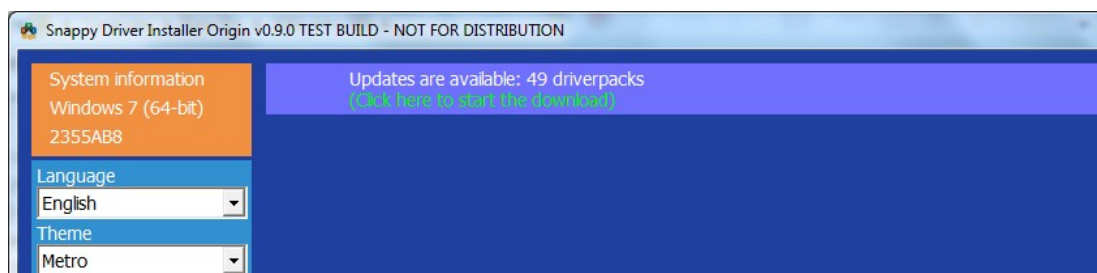 Snappy Driver Installer Origin v0.9.0 TEST BUILD - NOT FOR DISTRIBUTION
System information
Windows 7 (64-bit)
2355AB8
Updates are available: 49 driverpacks
(Click here to start the download)
Language
English
Theme
Metro